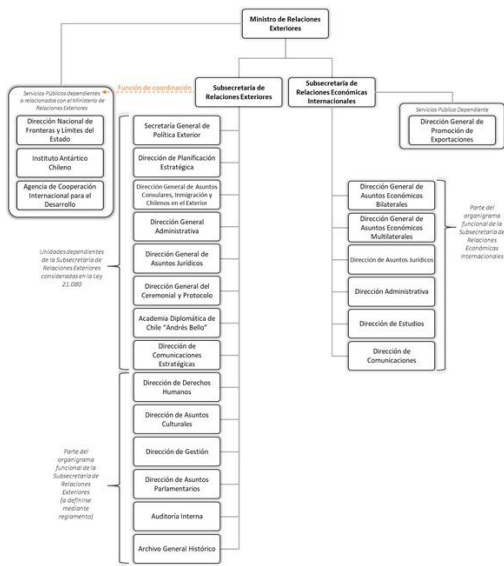 Ministro de Relaciones
Exteriores
Servicios Públicos dependientes
o relacionados con el Ministerio de
Relaciones Exteriores
Dirección Nacional de
Fronteras y Límites del
Estado
Instituto Antártico
Chileno
Agencia de Cooperación
Internacional para el
Desarrollo
Función de coordinación
Subsecretaría de
Relaciones Exteriores
Subsecretaría de
Relaciones Económicas
Internacionales
Servicios Público Dependiente
Dirección General de
Promoción de
Exportaciones
Unidades dependientes
de la Subsecretaría de
Relaciones Exteriores
consideradas en la Ley
21.080
Secretaría General de
Política Exterior
Dirección de Planificación
Estratégica
Dirección General de Asuntos
Consulares, Inmigración y
Chilenos en el Exterior
Dirección General
Administrativa
Dirección General de
Asuntos Jurídicos
Dirección General del
Ceremonial y Protocolo
Academia Diplomática de
Chile "Andrés Bello"
Dirección de
Comunicaciones
Estratégicas
Parte del
organigrama
funcional de la
Subsecretaría de
Relaciones
Exteriores
(a definirse
mediante
reglamento)
Dirección de Derechos
Humanos
Dirección de Asuntos
Culturales
Dirección de Gestión
Dirección de Asuntos
Parlamentarios
Auditoría Interna
Archivo General Histórico
Dirección General de
Asuntos Económicos
Bilaterales
Dirección General de
Asuntos Económicos
Multilaterales
Dirección de Asuntos Jurídicos
Dirección Administrativa
Dirección de Estudios
Dirección de
Comunicaciones
Parte del
organigrama
funcional de la
Subsecretaría de
Relaciones
Económicas
Internacionales